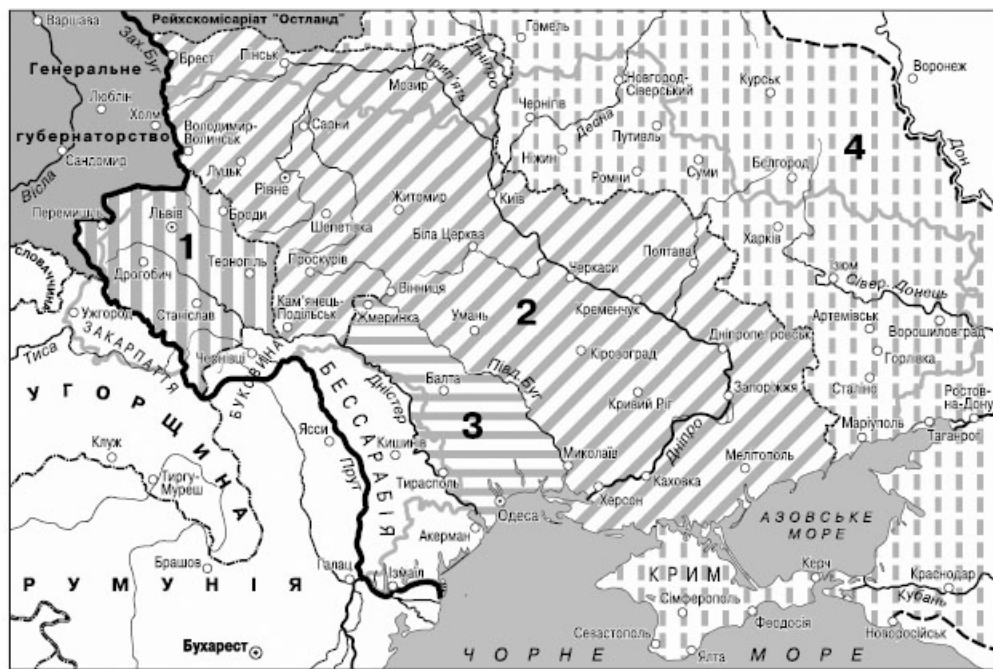 Рейхскомісаріат "Остланд"
Варшава
Гомель
Зах. Буг
Брест
Пінськ
Дніпро
Прип'ять
Воронеж
Генеральне
Мозир
Новгород-
Сіверський
Курськ
Люблін
Чернігів
Десна
Холм
губернаторство
Володимир-
Волинськ
Сарни
Путивль
4
Дон
Сандомир
Ніжин
Бєлгород
Вісла
Луцьк
Рівне
Ромни
Суми
Житомир
Київ
Перемишль
Львів
Броди
Шепетівка
Біла Церква
Полтава
Харків
1
Дрогобич
Тернопіль
Проскурів
Черкаси
Ізюм
Сівер. Донець
СЛОВАЧЧИНА
Вінниця
Кам'янець-
Подільськ
Жмеринка
Умань
2
Кременчук
Артемівськ
Ворошиловград
Ужгород
Станіслав
ЗАКАРПАТТЯ
Чернівці
Дніпропетровськ
Горлівка
Тиса
БУКОВИНА
Кіровоград
Півд. Буг
Сталіно
Ростов-
на-Дону
УГОРЩИНА
БЕССАРАБІЯ
Дністер
Балта
Запоріжжя
Кривий Ріг
3
Маріуполь
Таганрог
Клуж
Ясси
Кишинів
Дніпро
Мелітополь
Тиргу-
Муреш
Прут
Миколаїв
Тирасполь
Херсон
Каховка
Одеса
АЗОВСЬКЕ
МОРЕ
Акерман
Брашов
РУМУНІЯ
Галац
Ізмаїл
КРИМ
Керч
Краснодар
Кубань
Сімферополь
Феодосія
Новоросійськ
Бухарест
Севастополь
Ялта
ЧОРНЕ МОРЕ